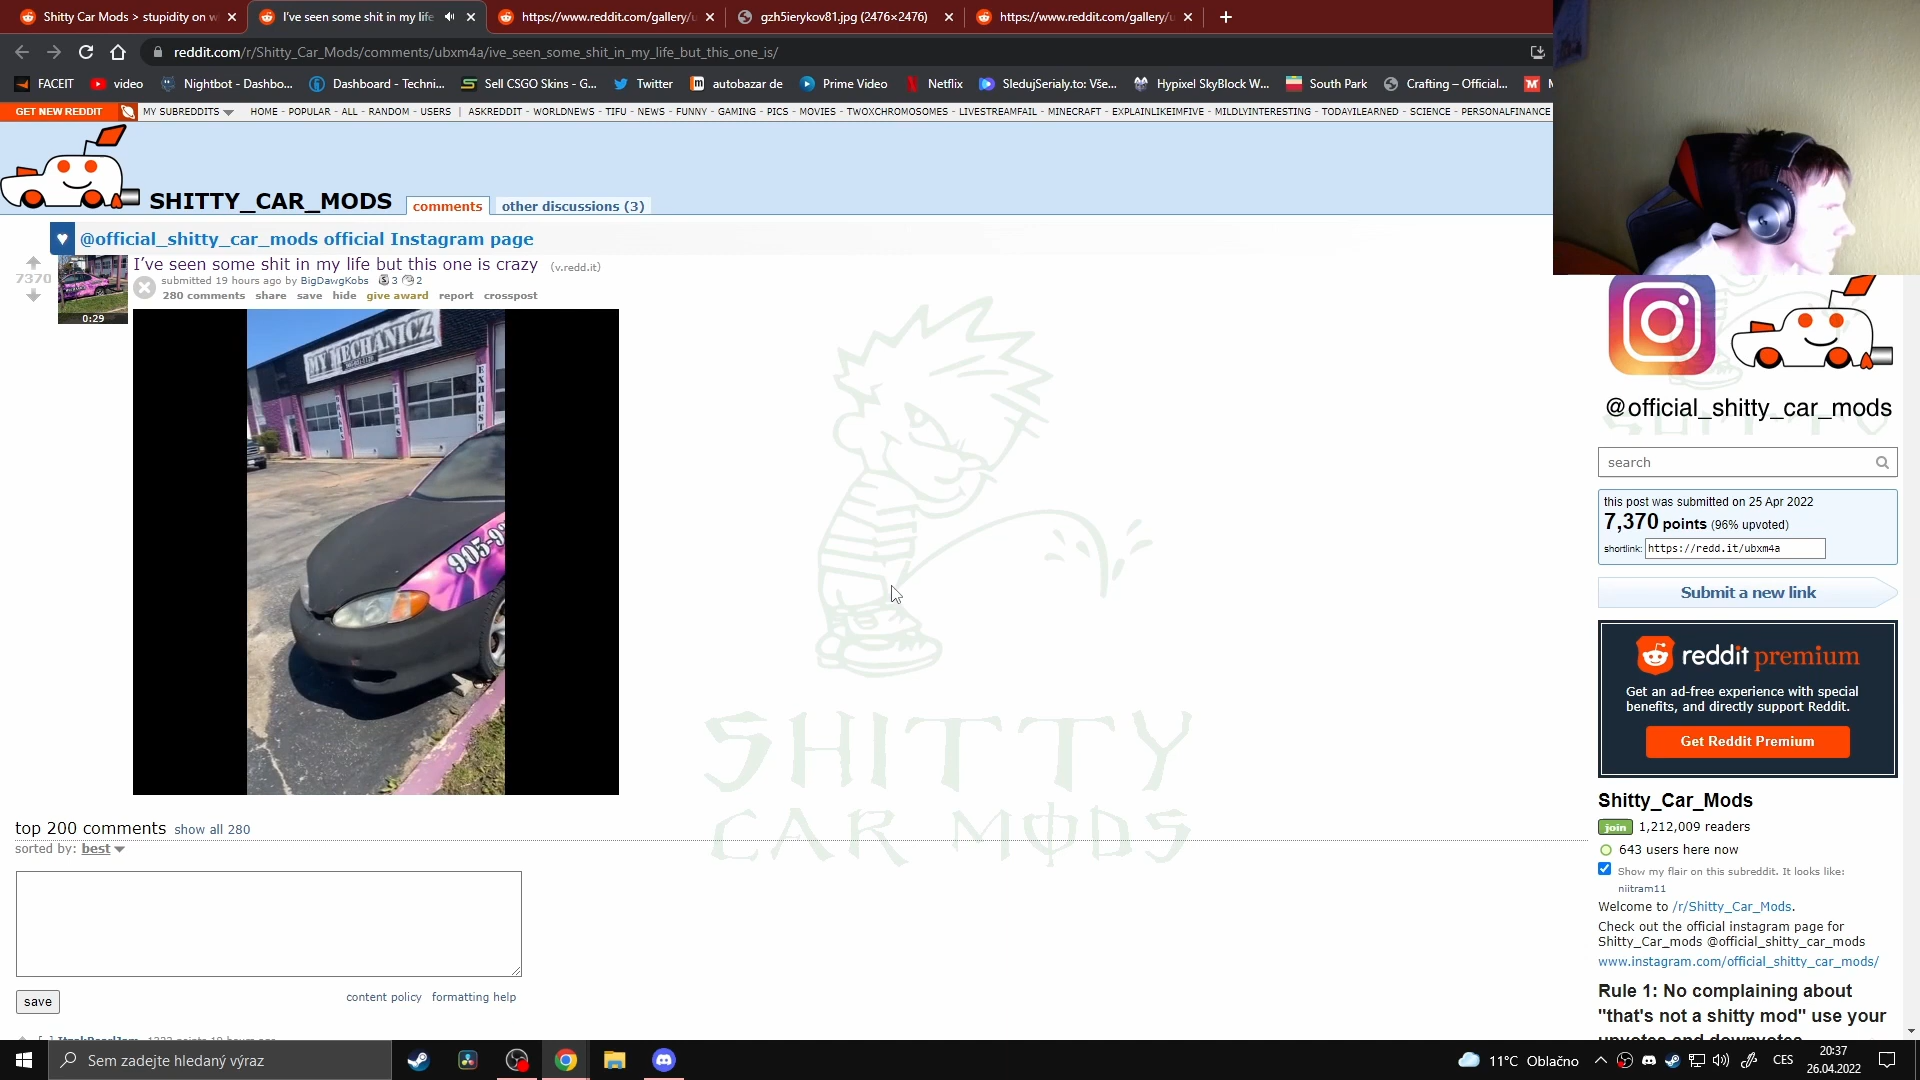 Shitty Car Mods > stupidity on w
I've seen some shit in my life
https://www.reddit.com/gallery/u
gzh5ierykov81.jpg (2476×2476)
https://www.reddit.com/gallery/u
reddit.com/r/Shitty_Car_Mods/comments/ubxm4a/ive_seen_some_shit_in_my_life_but_this_one_is/
FACEIT
video
Nightbot - Dashbo...
Dashboard - Techni...
Sell CSGO Skins - G...
Twitter
autobazar de
Prime Video
Netflix
SledujSerialy.to: Vše...
Hypixel SkyBlock W...
South Park
Crafting – Official...
GET NEW REDDIT
MY SUBREDDITS
HOME - POPULAR - ALL - RANDOM - USERS | ASKREDDIT - WORLDNEWS - TIFU - NEWS - FUNNY - GAMING - PICS - MOVIES - TWOXCHROMOSOMES - LIVESTREAMFAIL - MINECRAFT - EXPLAINLIKEIMFIVE - MILDLYINTERESTING - TODAYILEARNED - SCIENCE - PERSONALFINANCE
SHITTY_CAR_MODS
comments
other discussions (3)
@official_shitty_car_mods official Instagram page
7370
I've seen some shit in my life but this one is crazy (v.redd.it)
submitted 19 hours ago by BigDawgKobs 3 2
280 comments share save hide give award report crosspost
0:29
MY MECHANICZ
BRAKES
TIRES
EXHAUST
905-9
SHITTY
CAR MODS
top 200 comments show all 280
sorted by: best
save
content policy formatting help
@official_shitty_car_mods
search
this post was submitted on 25 Apr 2022
7,370 points (96% upvoted)
shortlink: https://redd.it/ubxm4a
Submit a new link
reddit premium
Get an ad-free experience with special
benefits, and directly support Reddit.
Get Reddit Premium
Shitty_Car_Mods
join 1,212,009 readers
643 users here now
Show my flair on this subreddit. It looks like:
niitram11
Welcome to /r/Shitty_Car_Mods.
Check out the official instagram page for
Shitty_Car_mods @official_shitty_car_mods
www.instagram.com/official_shitty_car_mods/
Rule 1: No complaining about
"that's not a shitty mod" use your
upvotes and downvotes
Sem zadejte hledaný výraz
11°C Oblačno
CES
20:37
26.04.2022